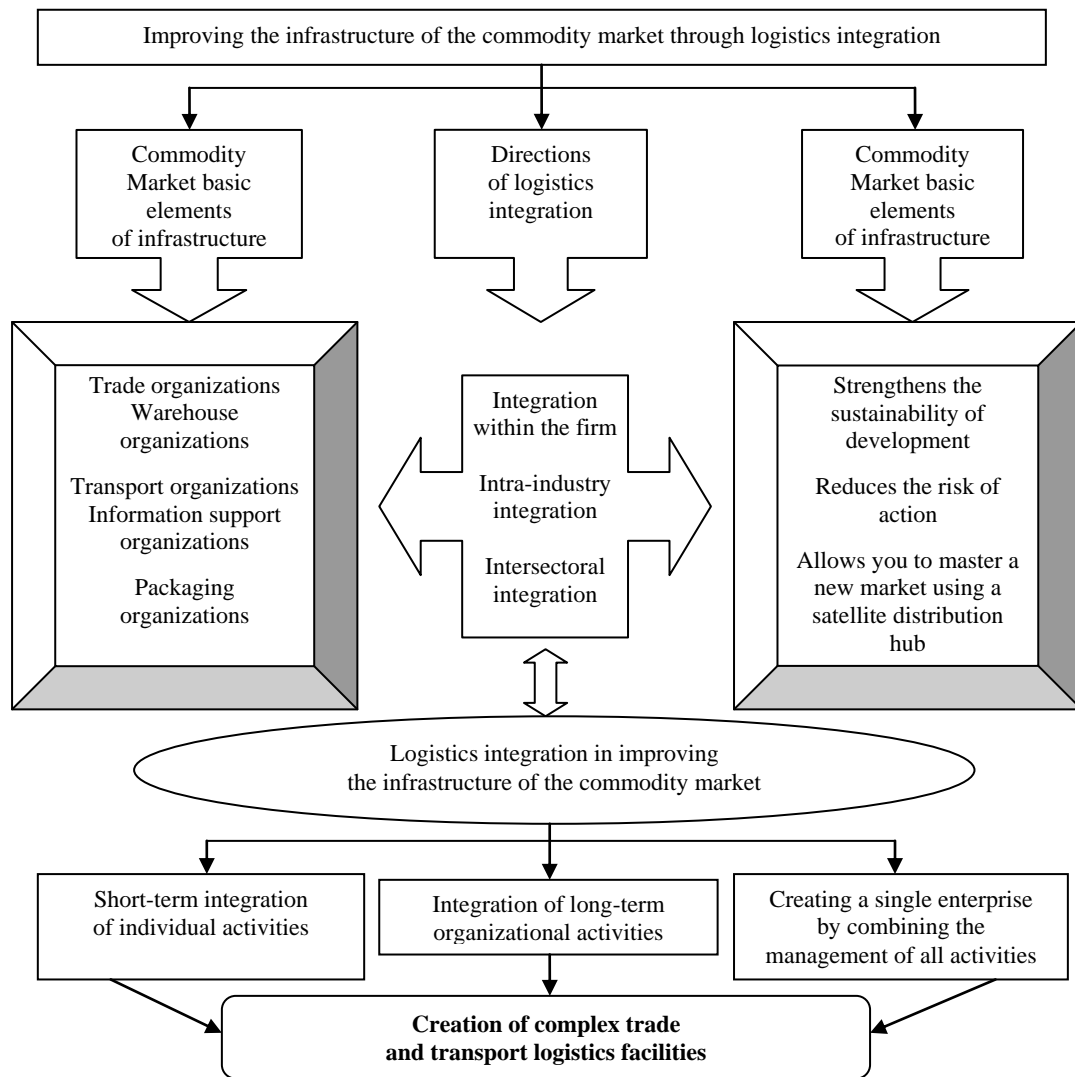 Improving the infrastructure of the commodity market through logistics integration
Commodity
Market basic
elements
of infrastructure
Directions
of logistics
integration
Commodity
Market basic
elements
of infrastructure
Trade organizations
Warehouse
organizations
Transport organizations
Information support
organizations
Packaging
organizations
Integration
within the firm
Intra-industry
integration
Intersectoral
integration
Strengthens the
sustainability of
development
Reduces the risk of
action
Allows you to master a
new market using a
satellite distribution
hub
Logistics integration in improving
the infrastructure of the commodity market
Short-term integration
of individual activities
Integration of long-term
organizational activities
Creating a single enterprise
by combining the
management of all activities
Creation of complex trade
and transport logistics facilities